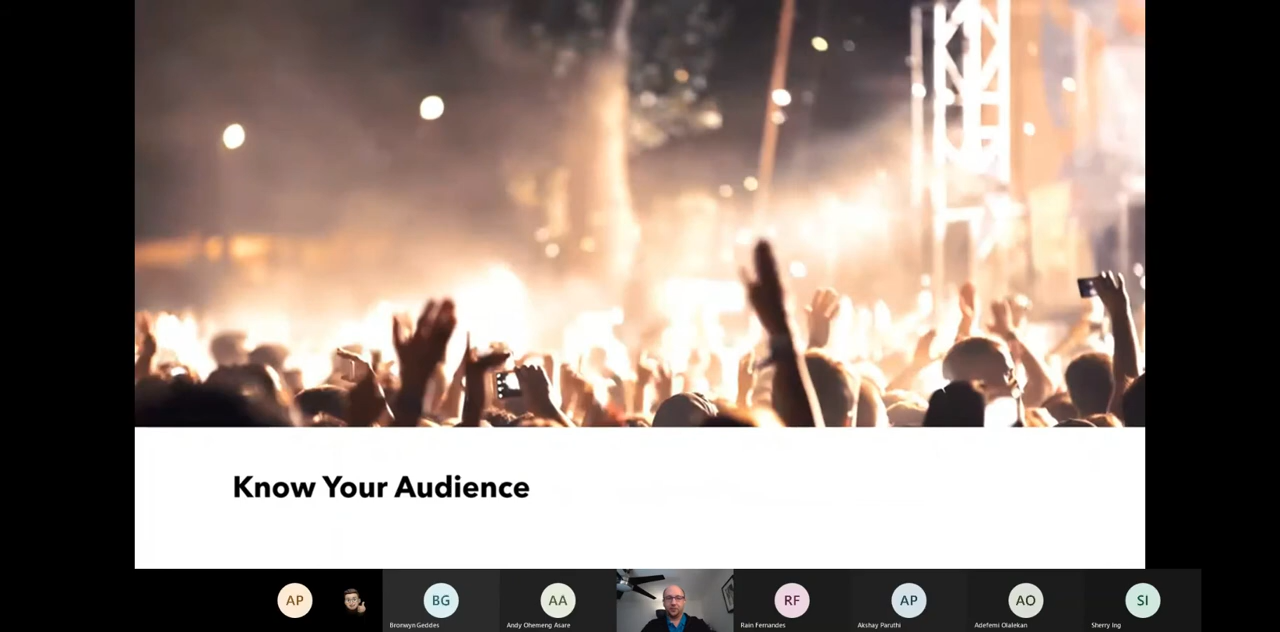 Know Your Audience
AP
BG
AA
RF
AP
AO
SI
Bronwyn Geddes
Andy Ohemeng Asare
Rain Fernandes
Akshay Paruthi
Adefemi Olalekan
Sherry Ing